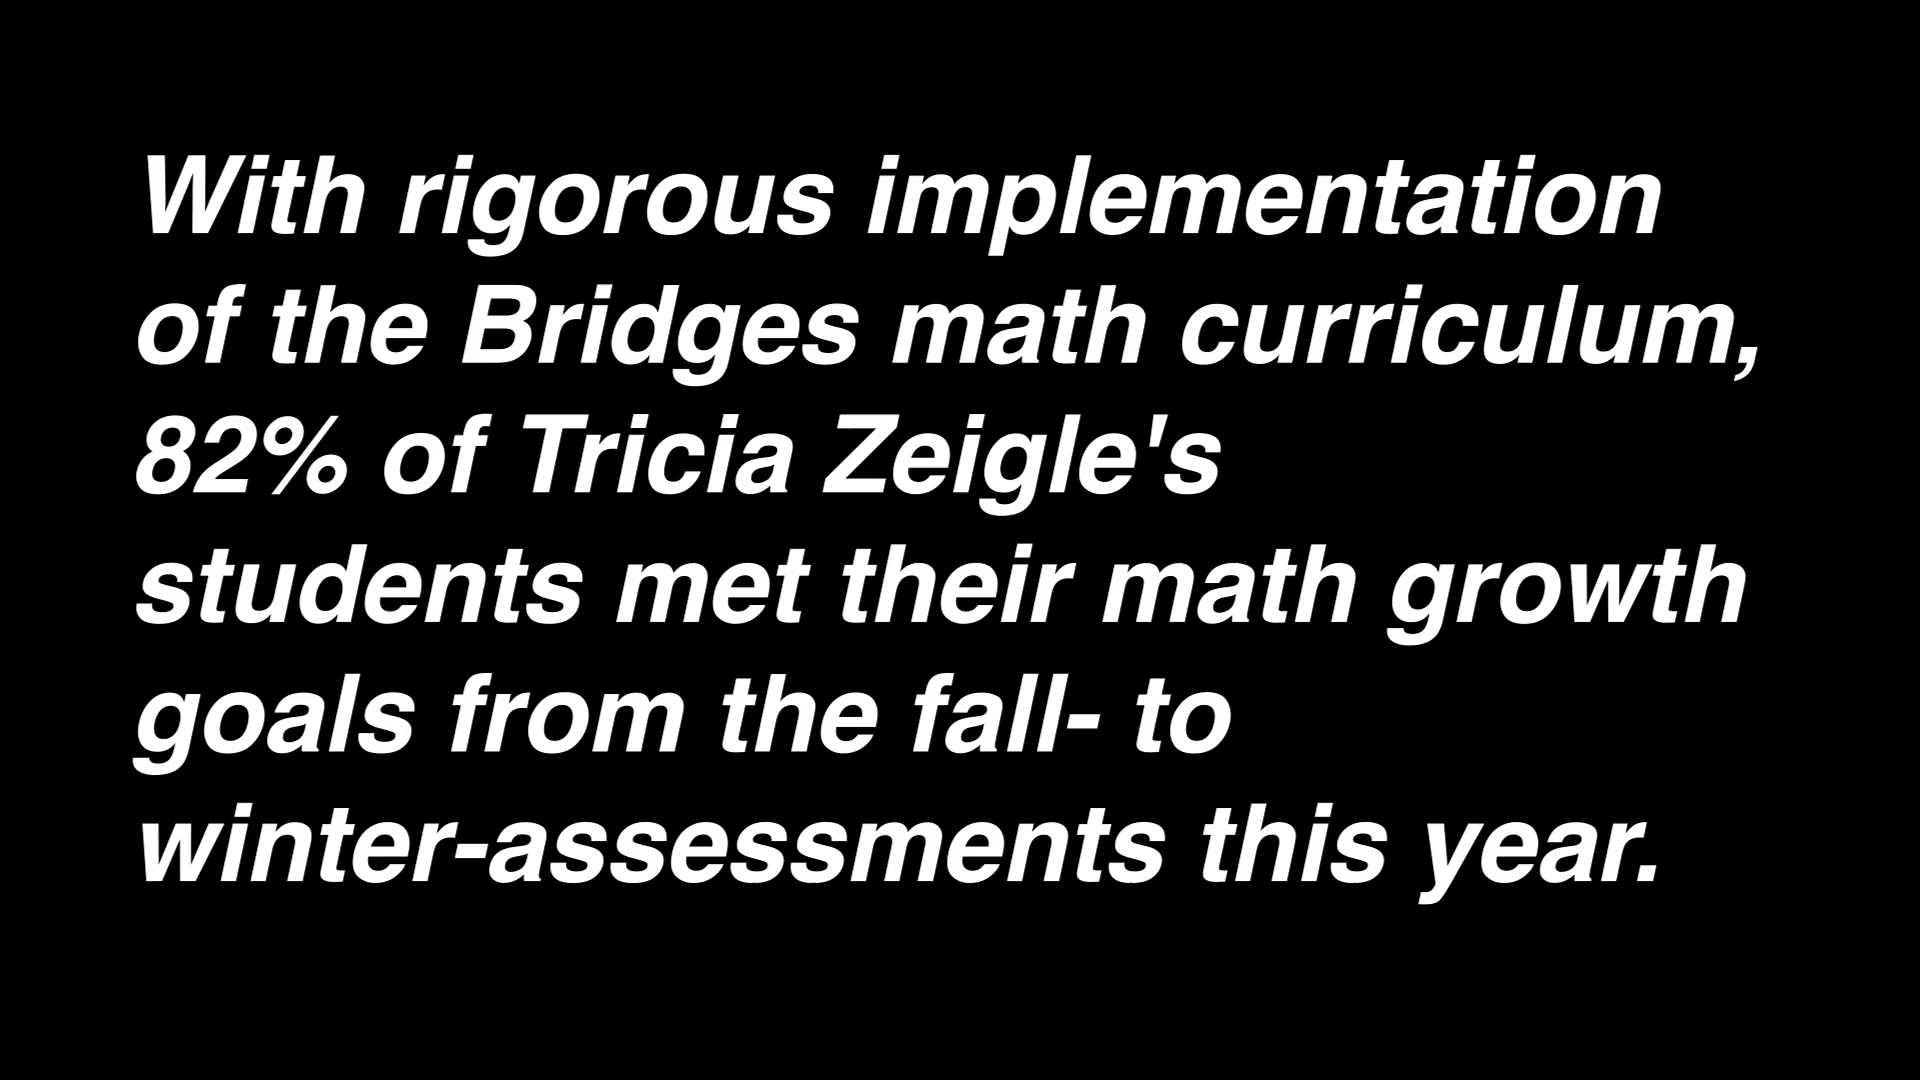 With rigorous implementation
of the Bridges math curriculum,
82% of Tricia Zeigle's
students met their math growth
goals from the fall- to
winter-assessments this year.